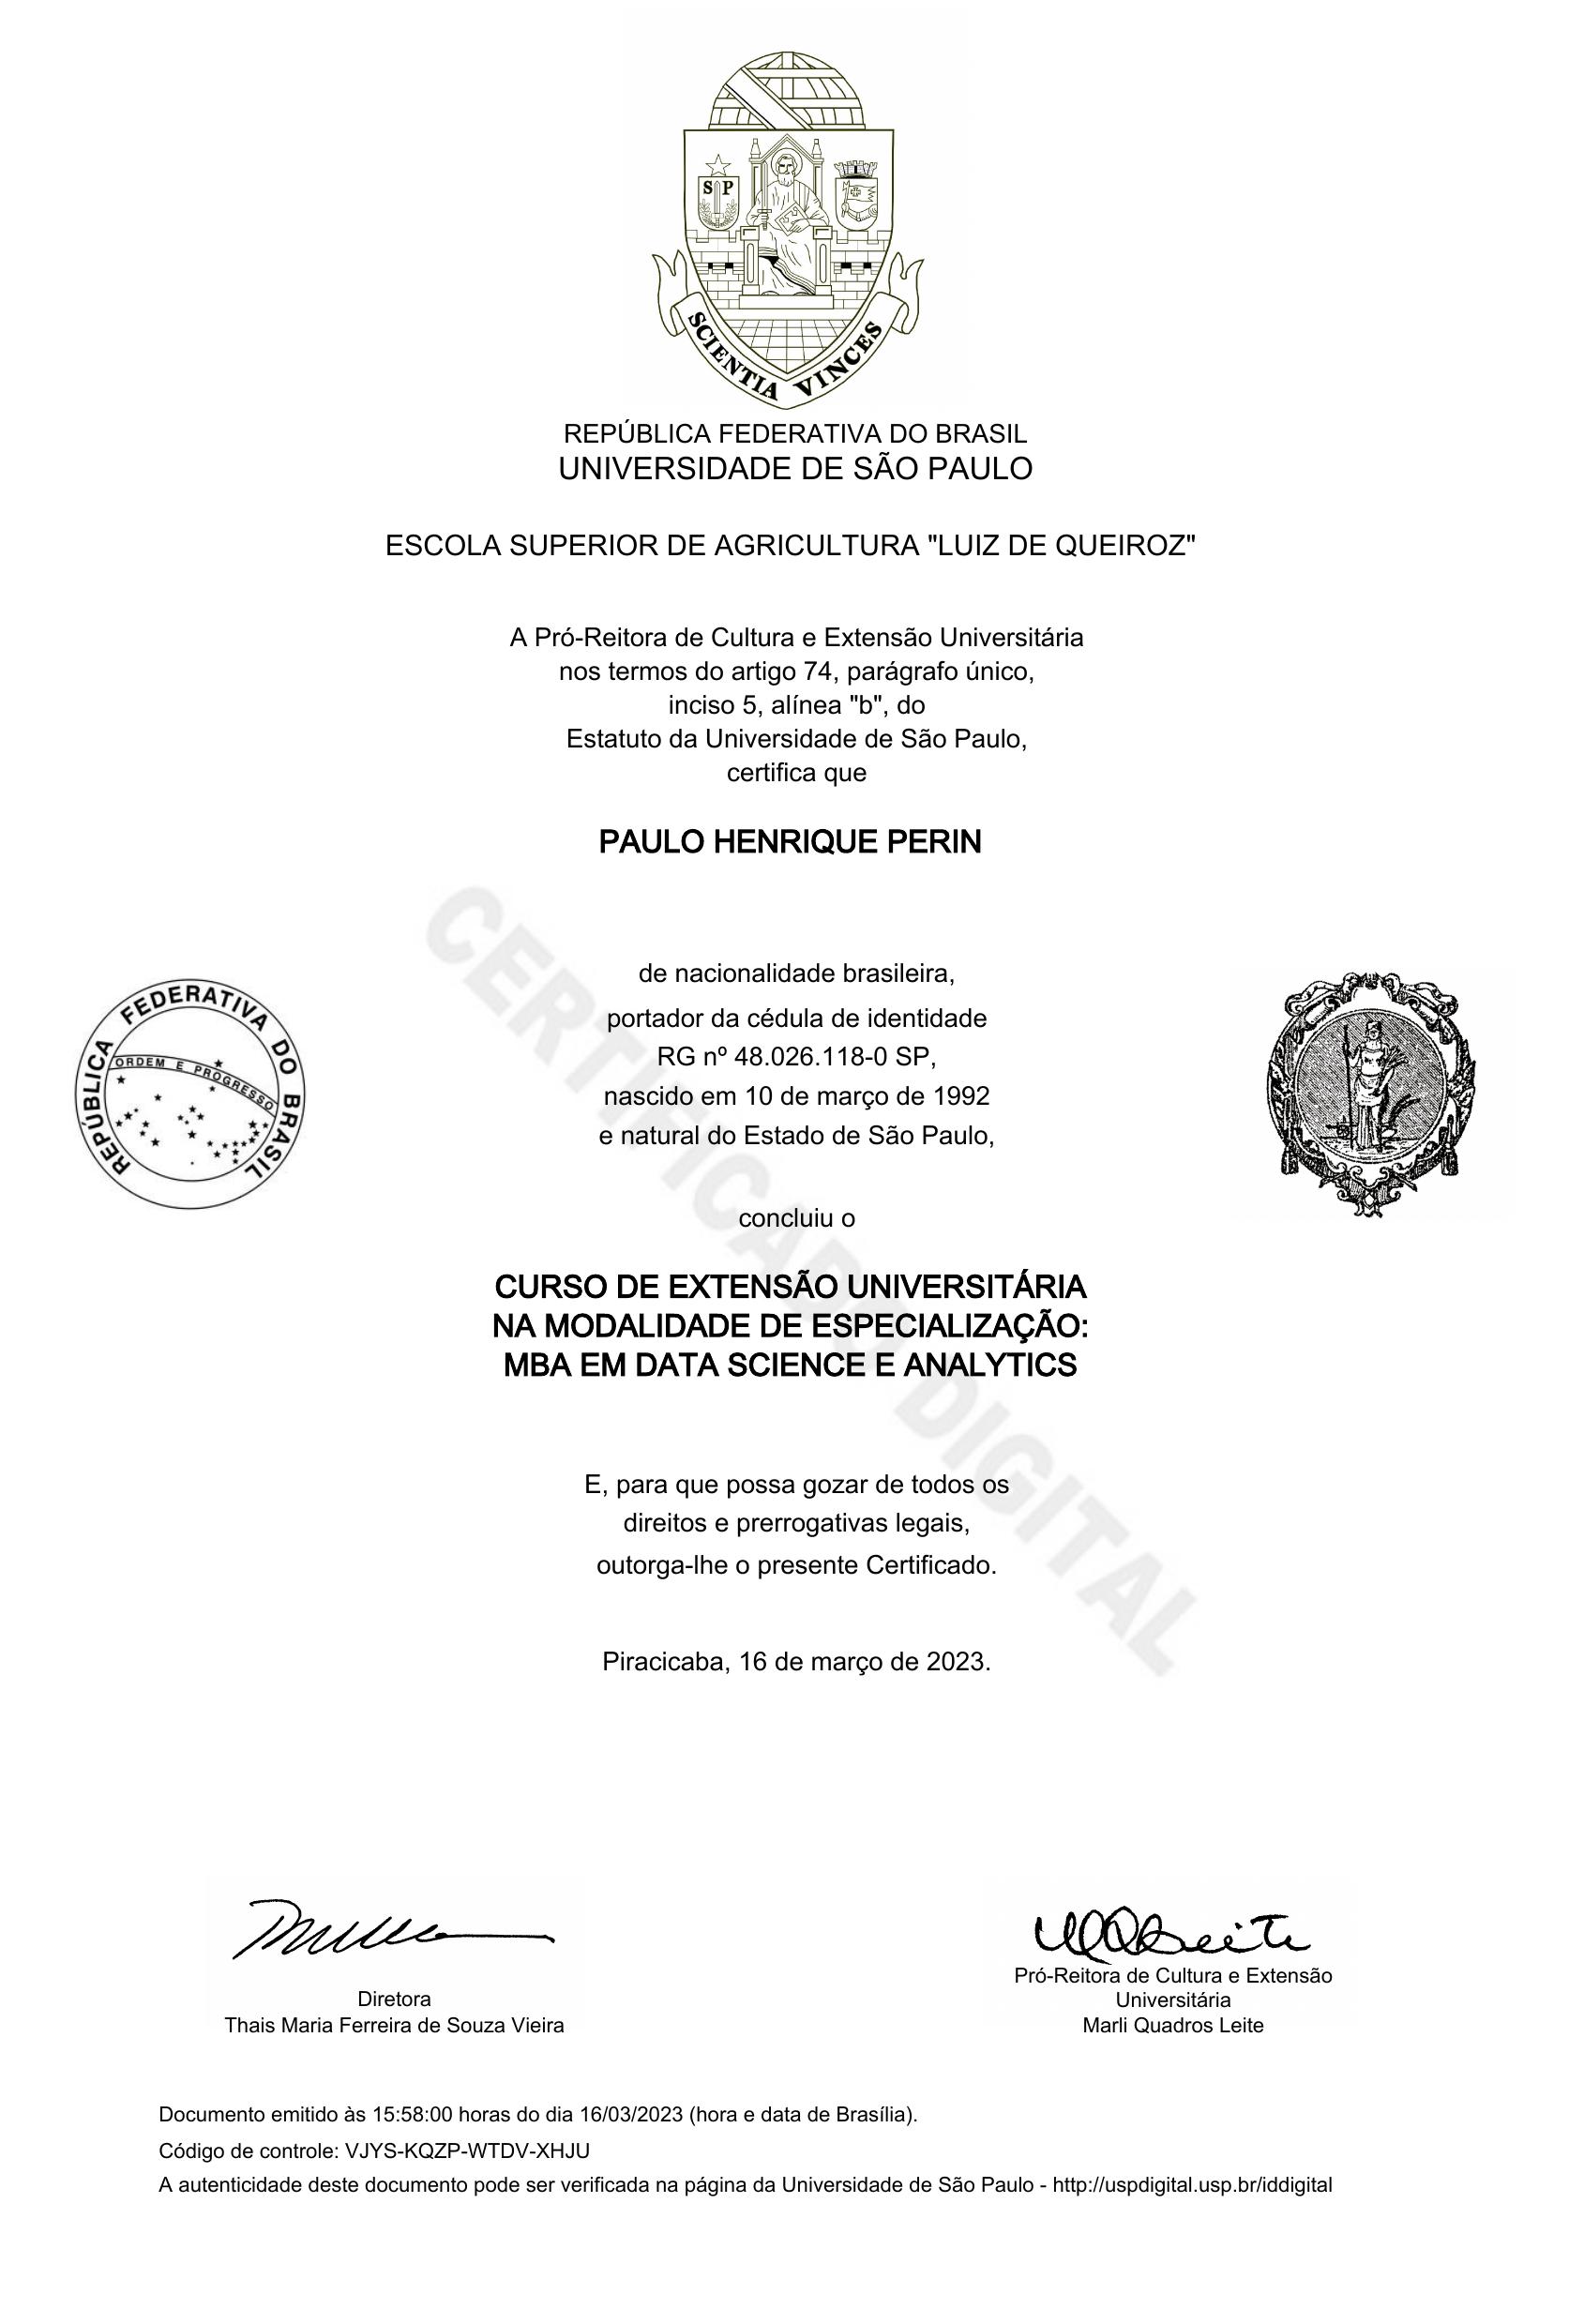 S P
SCIENTIA VINCES
REPÚBLICA FEDERATIVA DO BRASIL
UNIVERSIDADE DE SÃO PAULO
ESCOLA SUPERIOR DE AGRICULTURA "LUIZ DE QUEIROZ"
A Pró-Reitora de Cultura e Extensão Universitária
nos termos do artigo 74, parágrafo único,
inciso 5, alínea "b", do
Estatuto da Universidade de São Paulo,
certifica que
PAULO HENRIQUE PERIN
CERTIFICADO DIGITAL
de nacionalidade brasileira,
portador da cédula de identidade
RG nº 48.026.118-0 SP,
nascido em 10 de março de 1992
e natural do Estado de São Paulo,
REPÚBLICA FEDERATIVA DO BRASIL
ORDEM E PROGRESSO
concluiu o
CURSO DE EXTENSÃO UNIVERSITÁRIA
NA MODALIDADE DE ESPECIALIZAÇÃO:
MBA EM DATA SCIENCE E ANALYTICS
E, para que possa gozar de todos os
direitos e prerrogativas legais,
outorga-lhe o presente Certificado.
Piracicaba, 16 de março de 2023.
Diretora
Thais Maria Ferreira de Souza Vieira
Pró-Reitora de Cultura e Extensão
Universitária
Marli Quadros Leite
Documento emitido às 15:58:00 horas do dia 16/03/2023 (hora e data de Brasília).
Código de controle: VJYS-KQZP-WTDV-XHJU
A autenticidade deste documento pode ser verificada na página da Universidade de São Paulo - http://uspdigital.usp.br/iddigital